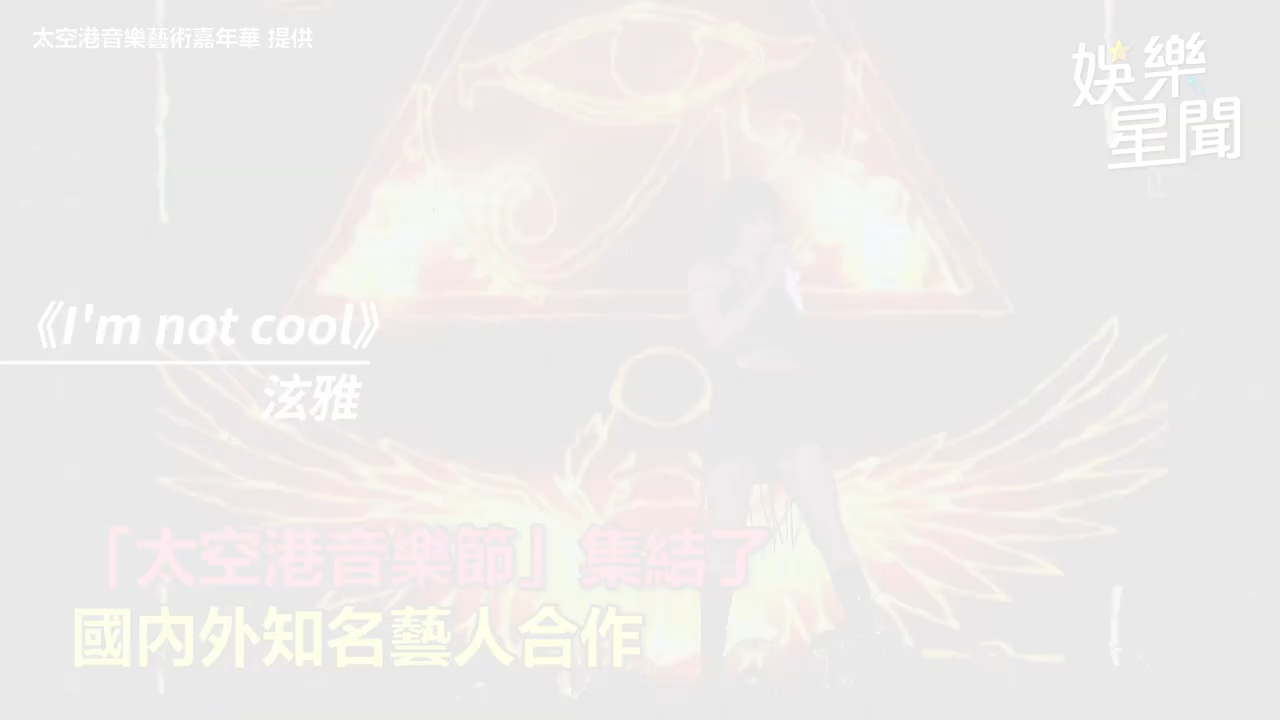 太空港音樂藝術嘉年華 提供
娛樂
星聞
《I'm not cool》
泫雅
「太空港音樂節」集結了
國內外知名藝人合作